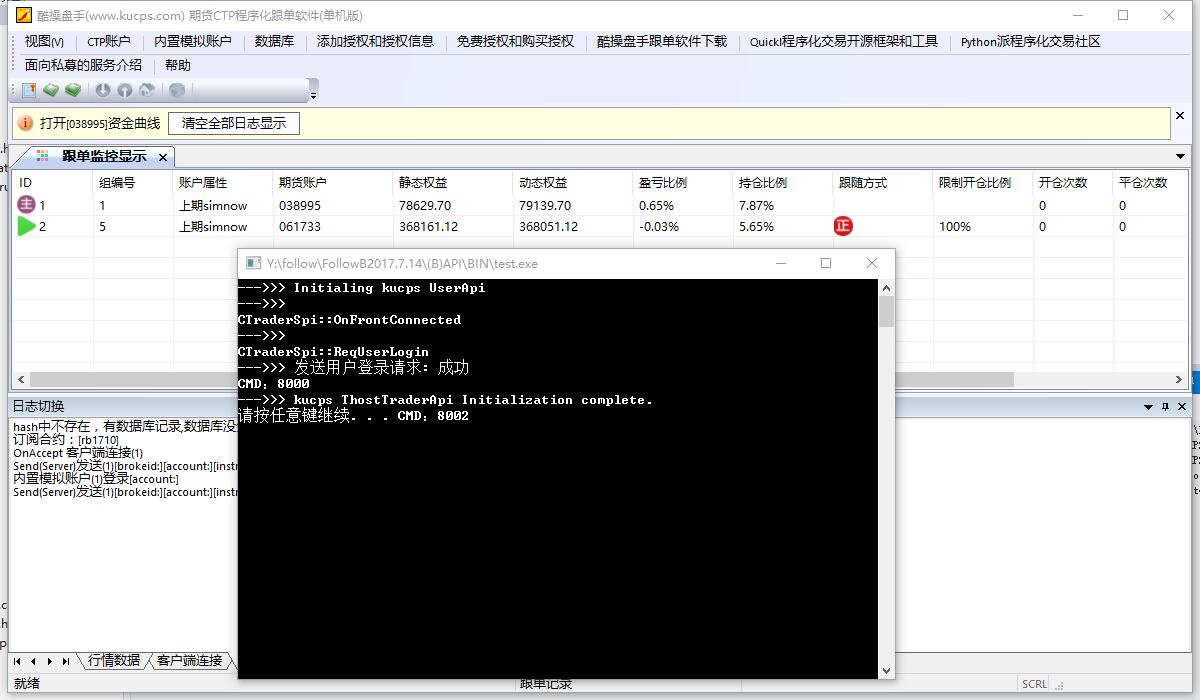 酷操盘手(www.kucps.com) 期货CTP程序化跟单软件(单机版)
视图(V) CTP账户 内置模拟账户 数据库 添加授权和授权信息 免费授权和购买授权 酷操盘手跟单软件下载 QuickI程序化交易开源框架和工具 Python派程序化交易社区
面向私募的服务介绍 帮助
打开[038995]资金曲线 清空全部日志显示
跟单监控显示
ID 组编号 账户属性 期货账户 静态权益 动态权益 盈亏比例 持仓比例 跟随方式 限制开仓比例 开仓次数 平仓次数
主 1 1 上期simnow 038995 78629.70 79139.70 0.65% 7.87% 0 0
2 5 上期simnow 061733 368161.12 368051.12 -0.03% 5.65% 正 100% 0 0
Y:\follow\FollowB2017.7.14\(B)API\BIN\test.exe
--->>> Initialing kucps UserApi
--->>>
CTraderSpi::OnFrontConnected
--->>>
CTraderSpi::ReqUserLogin
--->>> 发送用户登录请求: 成功
CMD: 8000
--->>> kucps ThostTraderApi Initialization complete.
请按任意键继续. . . CMD: 8002
日志切换
hash中不存在，有数据库记录,数据库没
订阅合约：[rb1710]
OnAccept 客户端连接(1)
Send(Server)发送(1)[brokeid:][account:][instr
内置模拟账户(1)登录[account:]
Send(Server)发送(1)[brokeid:][account:][instr
行情数据 客户端连接
就绪 跟单记录 SCRL